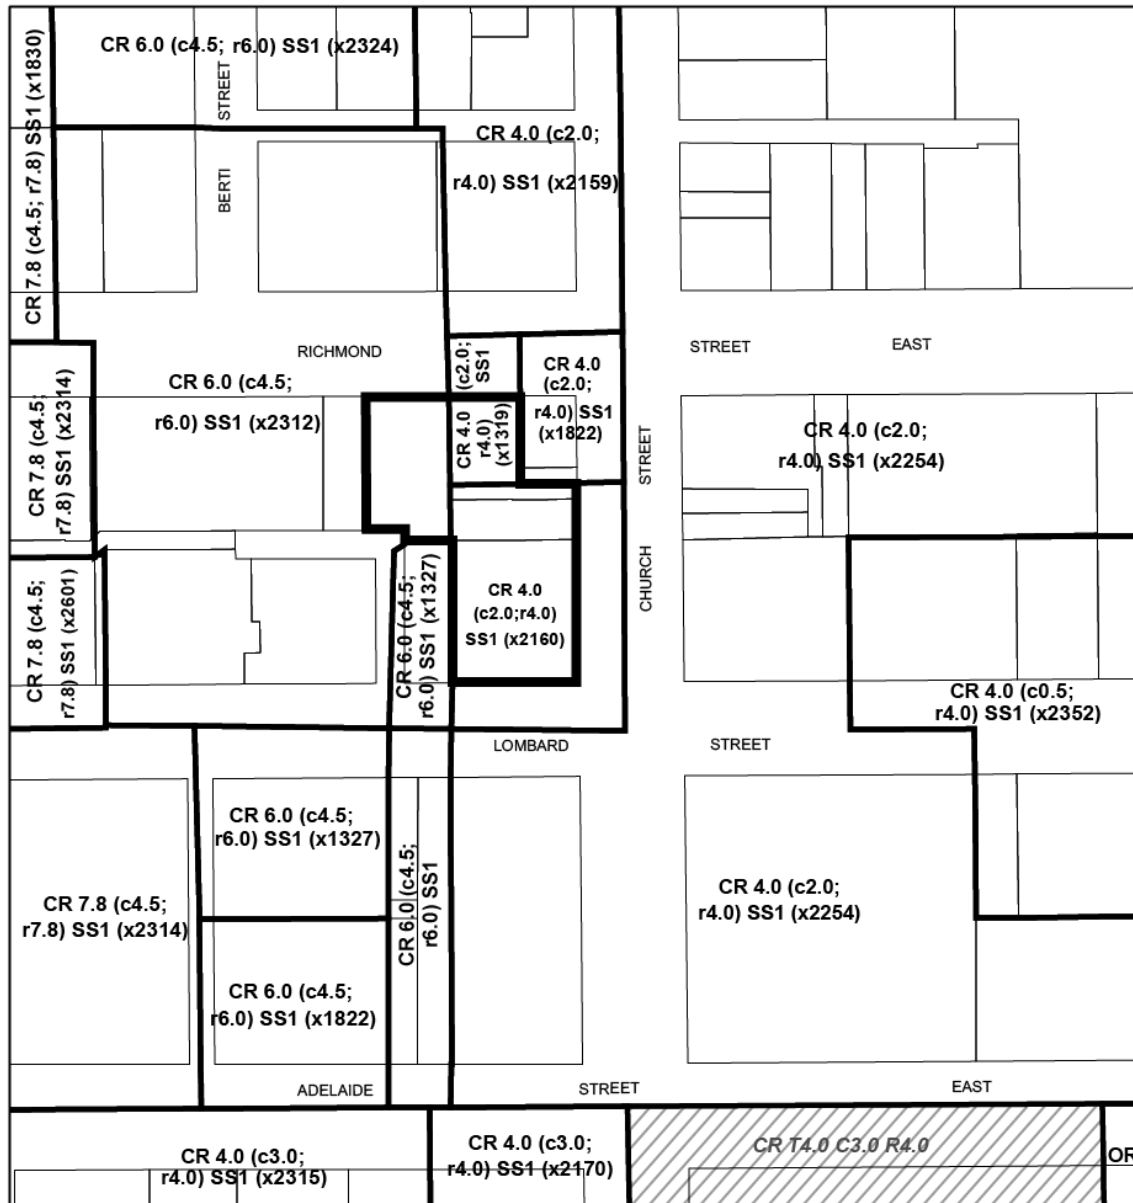 CR 6.0 (c4.5; r6.0) SS1 (x2324)
CR 7.8 (c4.5; r7.8) SS1 (x1830)
STREET
BERTI
CR 4.0 (c2.0;
r4.0) SS1 (x2159)
RICHMOND
STREET
EAST
CR 6.0 (c4.5;
r6.0) SS1 (x2312)
CR 7.8 (c4.5;
r7.8) SS1 (x2314)
(c2.0;
SS1
CR 4.0
r4.0)
(x1319)
CR 4.0
(c2.0;
r4.0) SS1
(x1822)
STREET
CHURCH
CR 4.0 (c2.0;
r4.0) SS1 (x2254)
CR 7.8 (c4.5;
r7.8) SS1 (x2601)
CR 6.0 (c4.5;
r6.0) SS1 (x1327)
CR 4.0
(c2.0;r4.0)
SS1 (x2160)
CR 4.0 (c0.5;
r4.0) SS1 (x2352)
LOMBARD
STREET
CR 6.0 (c4.5;
r6.0) SS1 (x1327)
CR 6.0 (c4.5;
r6.0) SS1
CR 7.8 (c4.5;
r7.8) SS1 (x2314)
CR 4.0 (c2.0;
r4.0) SS1 (x2254)
CR 6.0 (c4.5;
r6.0) SS1 (x1822)
ADELAIDE
STREET
EAST
CR 4.0 (c3.0;
r4.0) SS1 (x2315)
CR 4.0 (c3.0;
r4.0) SS1 (x2170)
CR T4.0 C3.0 R4.0
OR